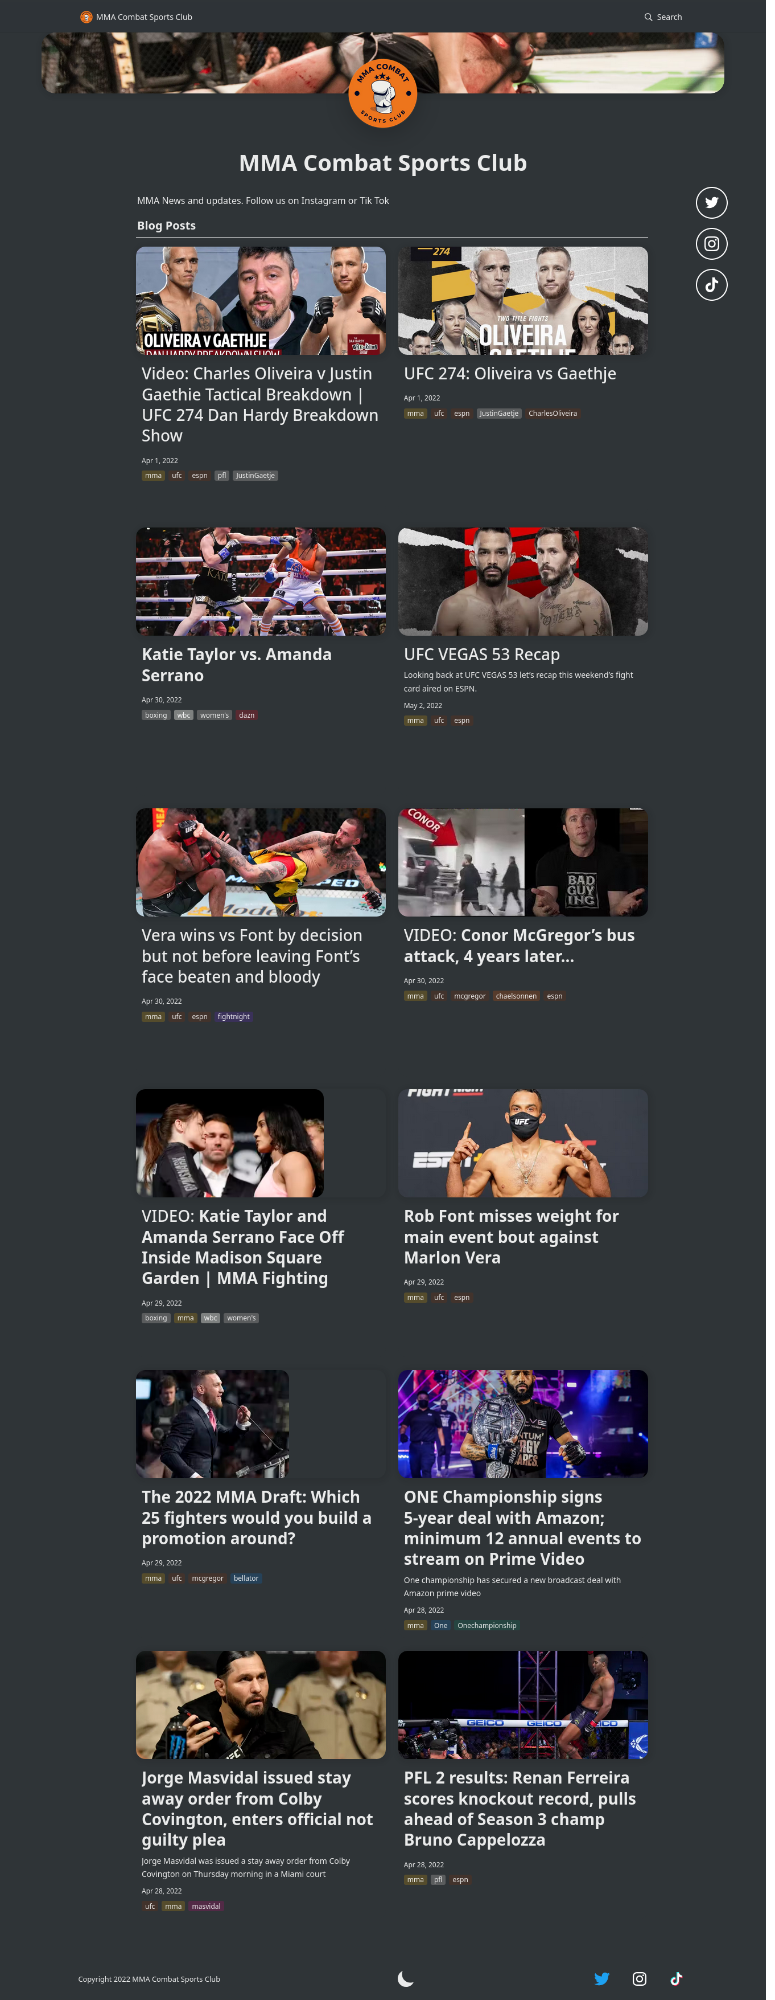 MMA Combat Sports Club
Search
MMA COMBAT
SPORTS CLUB
MMA Combat Sports Club
MMA News and updates. Follow us on Instagram or Tik Tok
Blog Posts
OLIVEIRA V GAETHJE
DAN HARDY BREAKDOWN SHOW
274
TWO TITLE FIGHTS
OLIVEIRA
GAETHJE
Video: Charles Oliveira v Justin
Gaethie Tactical Breakdown |
UFC 274 Dan Hardy Breakdown
Show
Apr 1, 2022
mma ufc espn pfl JustinGaetje
UFC 274: Oliveira vs Gaethje
Apr 1, 2022
mma ufc espn JustinGaetje CharlesOliveira
Katie Taylor vs. Amanda
Serrano
Apr 30, 2022
boxing wbc women's dazn
UFC VEGAS 53 Recap
Looking back at UFC VEGAS 53 let's recap this weekend's fight
card aired on ESPN.
May 2, 2022
mma ufc espn
Vera wins vs Font by decision
but not before leaving Font’s
face beaten and bloody
Apr 30, 2022
mma ufc espn fightnight
CONOR
BAD
GUY
ING
VIDEO: Conor McGregor’s bus
attack, 4 years later...
Apr 30, 2022
mma ufc mcgregor chaelsonnen espn
VIDEO: Katie Taylor and
Amanda Serrano Face Off
Inside Madison Square
Garden | MMA Fighting
Apr 29, 2022
boxing mma wbc women's
FIGHT NIGHT
ESPN+
UFC
Rob Font misses weight for
main event bout against
Marlon Vera
Apr 29, 2022
mma ufc espn
The 2022 MMA Draft: Which
25 fighters would you build a
promotion around?
Apr 29, 2022
mma ufc mcgregor bellator
ONE Championship signs
5-year deal with Amazon;
minimum 12 annual events to
stream on Prime Video
One championship has secured a new broadcast deal with
Amazon prime video
Apr 28, 2022
mma One Onechampionship
Jorge Masvidal issued stay
away order from Colby
Covington, enters official not
guilty plea
Jorge Masvidal was issued a stay away order from Colby
Covington on Thursday morning in a Miami court
Apr 28, 2022
ufc mma masvidal
GEICO GEICO GEICO
PFL 2 results: Renan Ferreira
scores knockout record, pulls
ahead of Season 3 champ
Bruno Cappelozza
Apr 28, 2022
mma pfl espn
Copyright 2022 MMA Combat Sports Club